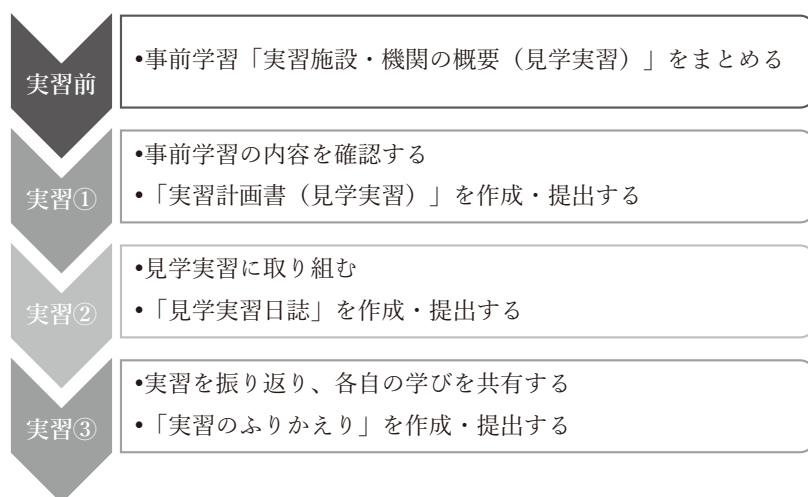 実習前
•事前学習「実習施設・機関の概要（見学実習）」をまとめる
実習①
•事前学習の内容を確認する
•「実習計画書（見学実習）」を作成・提出する
実習②
•見学実習に取り組む
•「見学実習日誌」を作成・提出する
実習③
•実習を振り返り、各自の学びを共有する
•「実習のふりかえり」を作成・提出する